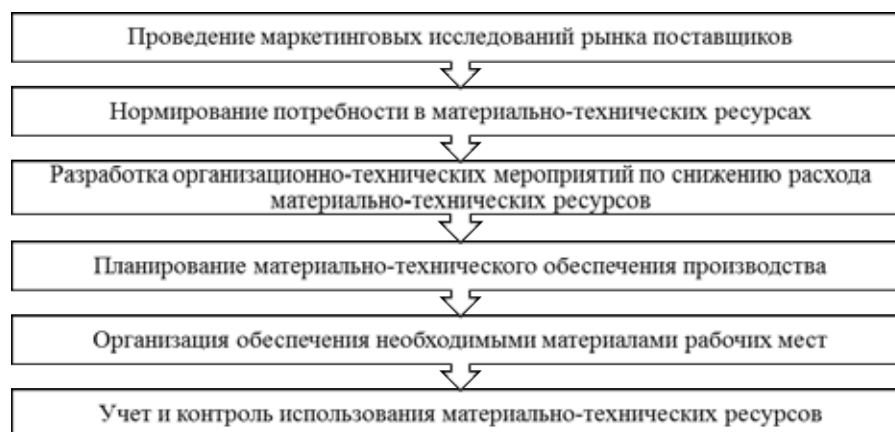 Проведение маркетинговых исследований рынка поставщиков
Нормирование потребности в материально-технических ресурсах
Разработка организационно-технических мероприятий по снижению расхода
материально-технических ресурсов
Планирование материально-технического обеспечения производства
Организация обеспечения необходимыми материалами рабочих мест
Учет и контроль использования материально-технических ресурсов